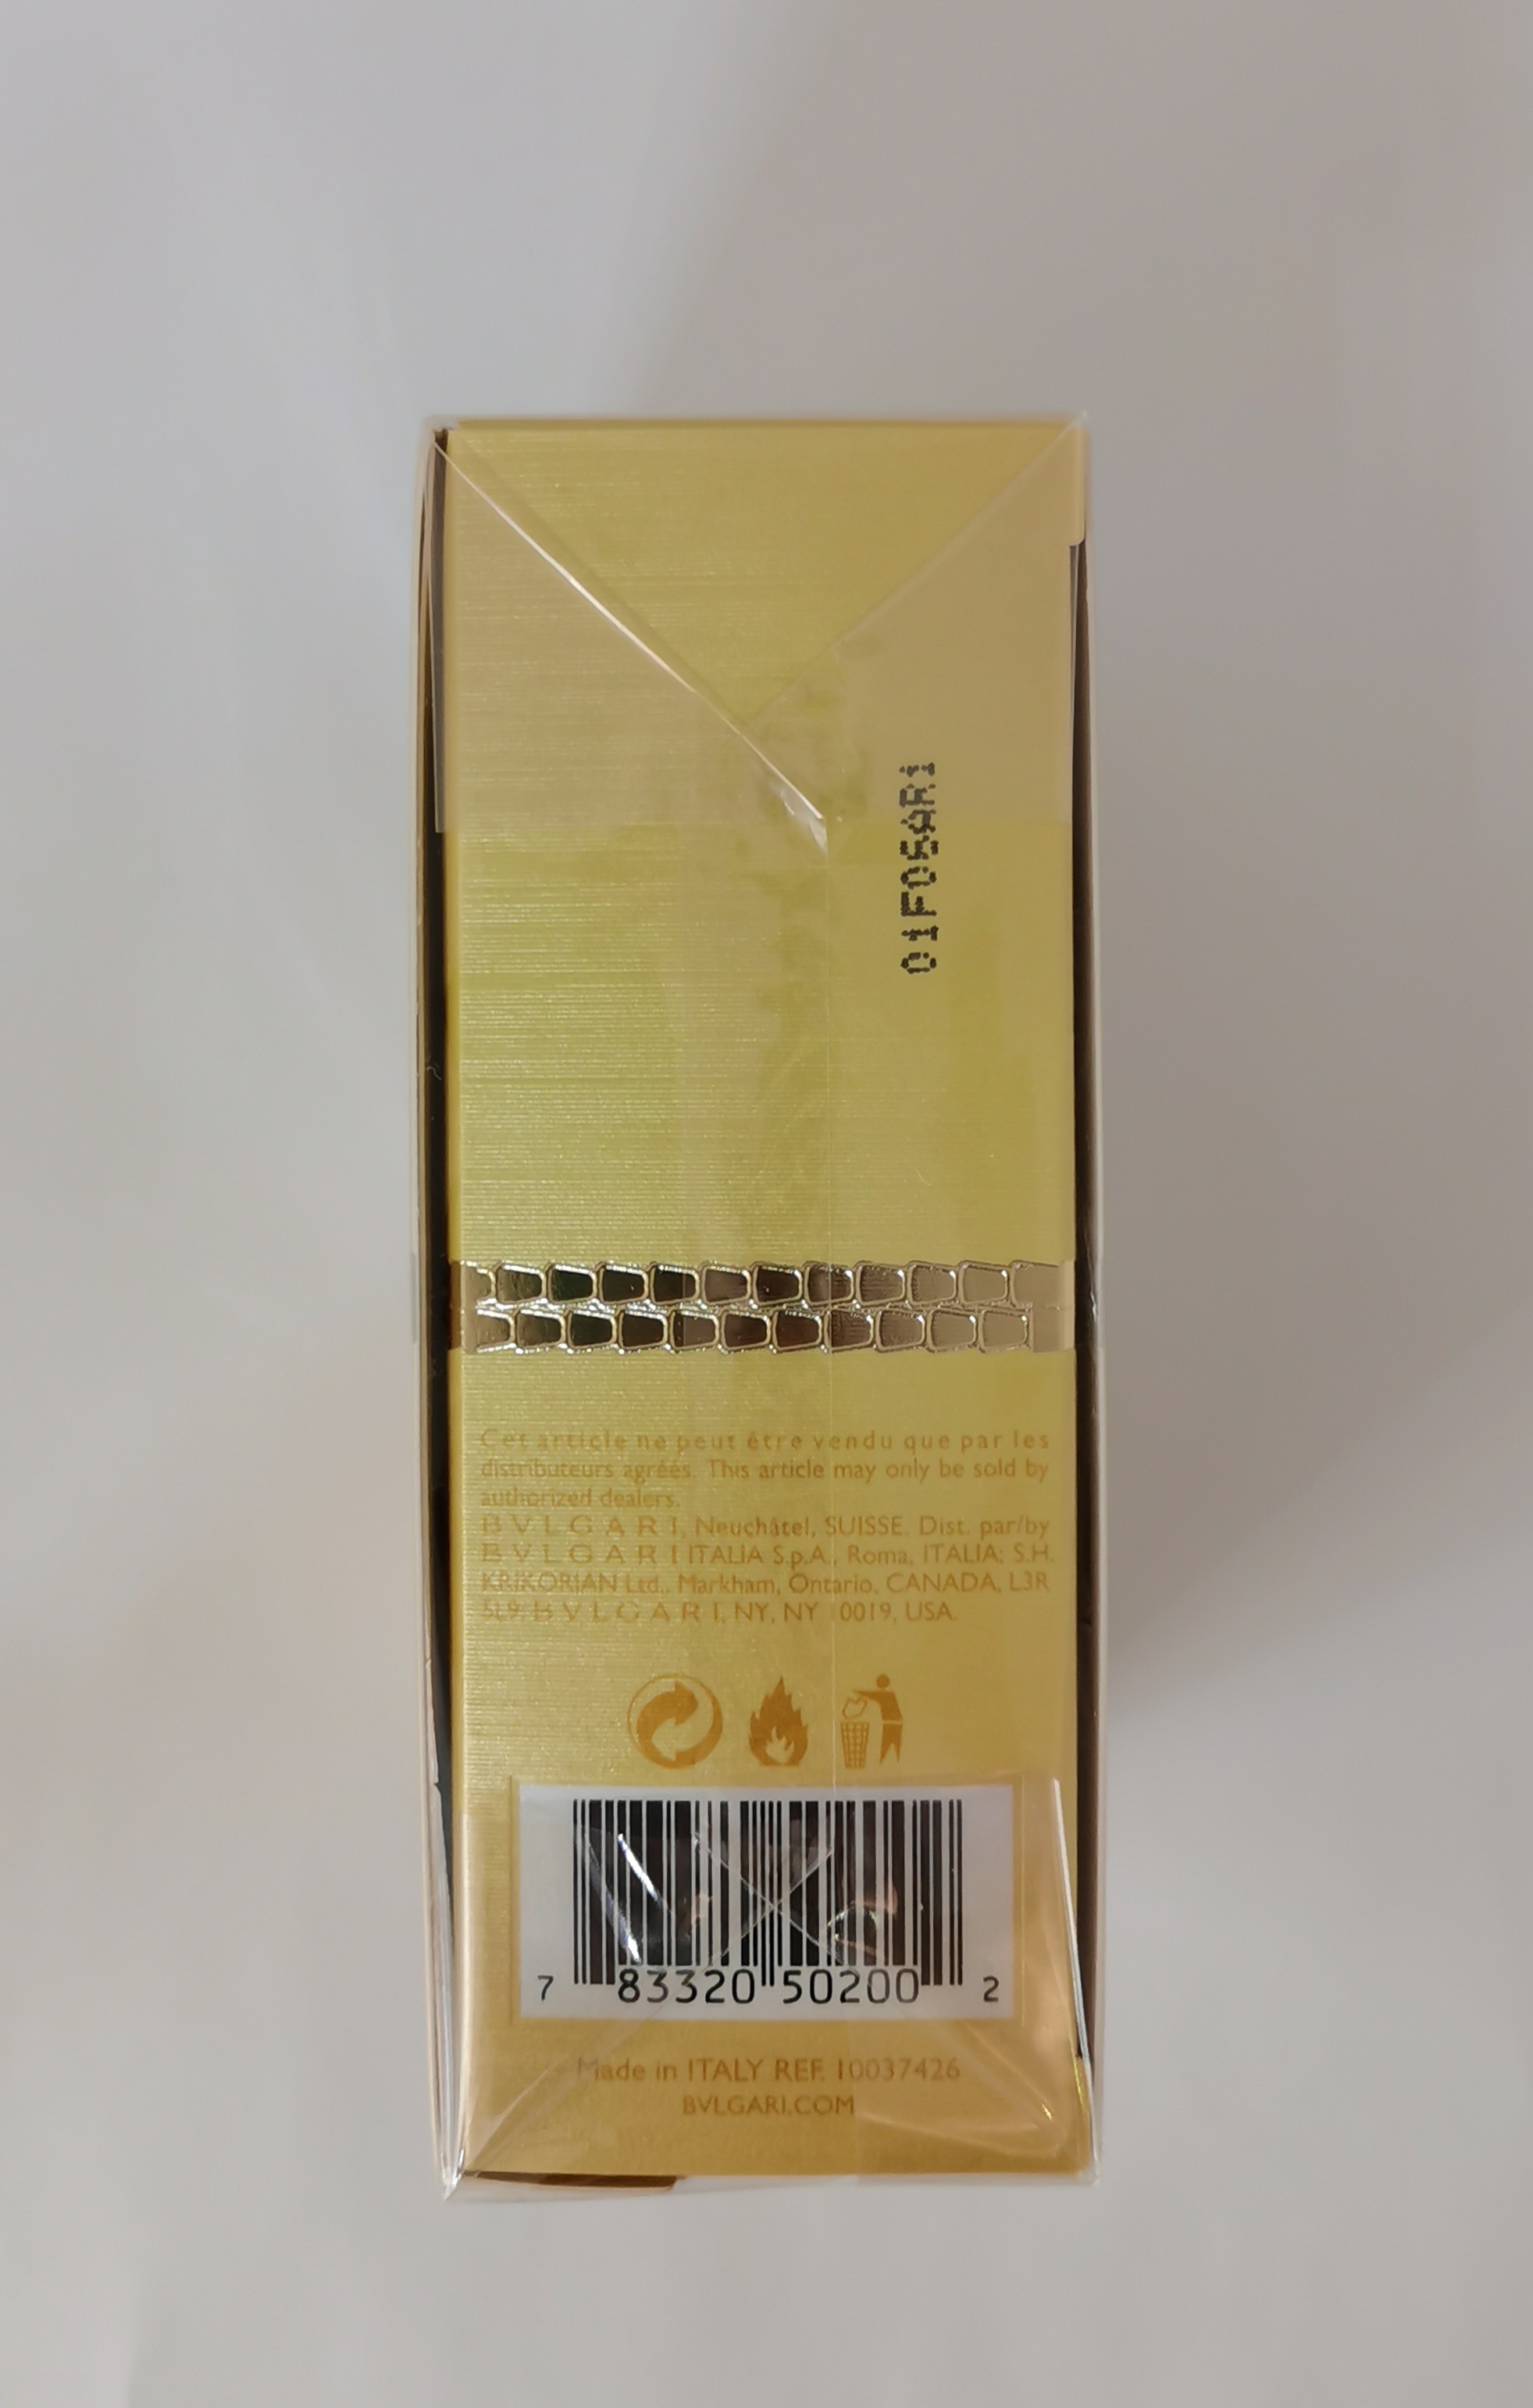 01F06AR1
Cet article ne peut être vendu que par les
distributeurs agréés. This article may only be sold by
authorized dealers.
BVLGARI, Neuchâtel, SUISSE. Dist. par/by
BVLGARI ITALIA S.p.A., Roma, ITALIA; S.H.
KRIKORIAN Ltd., Markham, Ontario, CANADA, L3R
5L9 BVLGARI, NY, NY 10019, USA.
7 83320 50200 2
Made in ITALY REF. 10037426
BVLGARI.COM